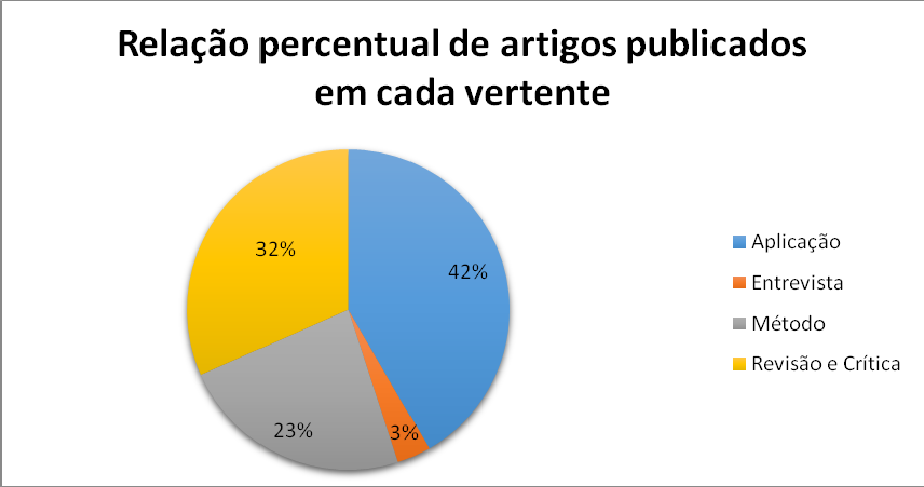 Relação percentual de artigos publicados
em cada vertente
32%
42%
23%
3%
Aplicação
Entrevista
Método
Revisão e Crítica